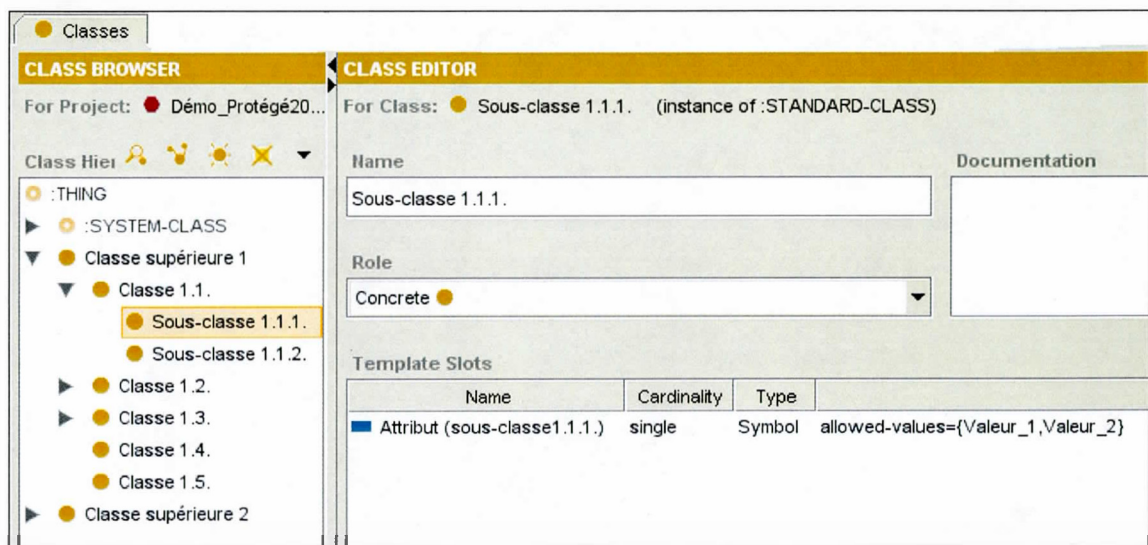 Classes
CLASS BROWSER
For Project: Démo_Protégé20...
Class Hier
:THING
:SYSTEM-CLASS
Classe supérieure 1
Classe 1.1.
Sous-classe 1.1.1.
Sous-classe 1.1.2.
Classe 1.2.
Classe 1.3.
Classe 1.4.
Classe 1.5.
Classe supérieure 2
CLASS EDITOR
For Class: Sous-classe 1.1.1. (instance of :STANDARD-CLASS)
Name
Sous-classe 1.1.1.
Documentation
Role
Concrete
Template Slots
Name Cardinality Type
Attribut (sous-classe1.1.1.) single Symbol allowed-values={Valeur_1,Valeur_2}